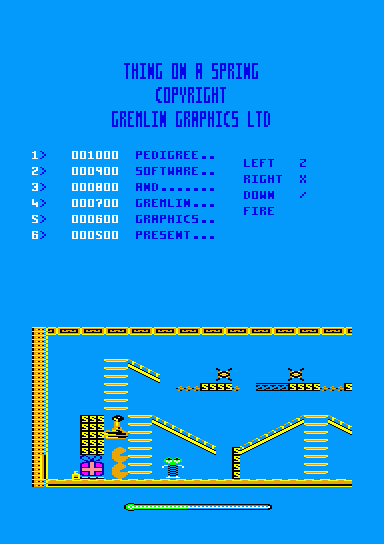 THING ON A SPRING
COPYRIGHT
GREMLIN GRAPHICS LTD
1> 001000 PEDIGREE..
2> 000900 SOFTWARE..
3> 000800 AND.......
4> 000700 GREMLIN...
5> 000600 GRAPHICS..
6> 000500 PRESENT...
LEFT Z
RIGHT X
DOWN /
FIRE